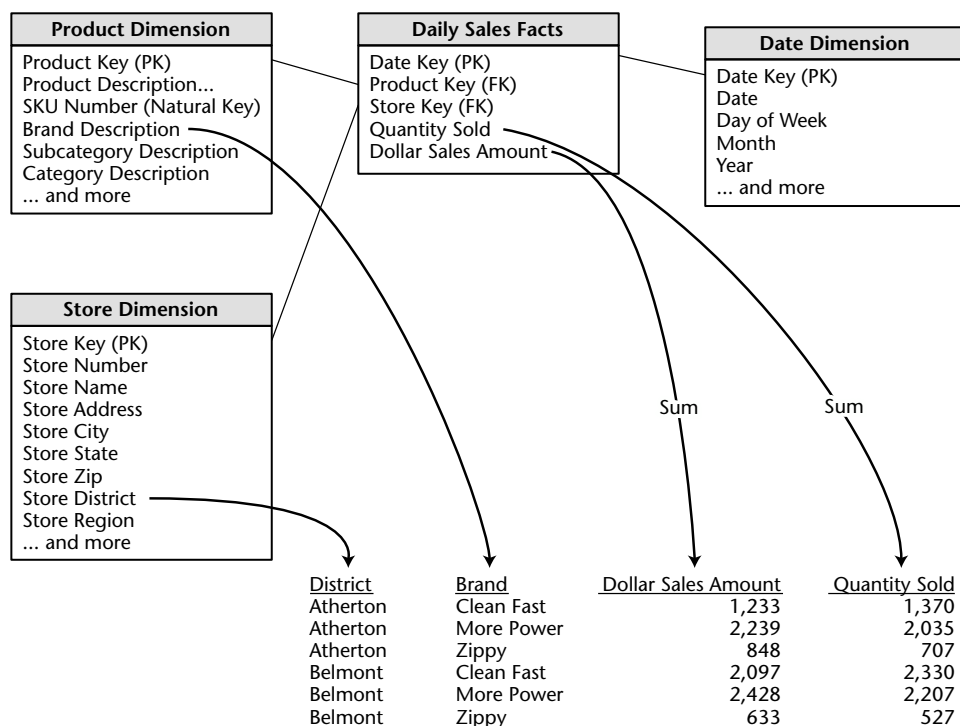 Product Dimension
Product Key (PK)
Product Description...
SKU Number (Natural Key)
Brand Description
Subcategory Description
Category Description
... and more
Daily Sales Facts
Date Key (PK)
Product Key (FK)
Store Key (FK)
Quantity Sold
Dollar Sales Amount
Date Dimension
Date Key (PK)
Date
Day of Week
Month
Year
... and more
Store Dimension
Store Key (PK)
Store Number
Store Name
Store Address
Store City
Store State
Store Zip
Store District
Store Region
... and more
Sum Sum
District Brand Dollar Sales Amount Quantity Sold
Atherton Clean Fast 1,233 1,370
Atherton More Power 2,239 2,035
Atherton Zippy 848 707
Belmont Clean Fast 2,097 2,330
Belmont More Power 2,428 2,207
Belmont Zippy 633 527